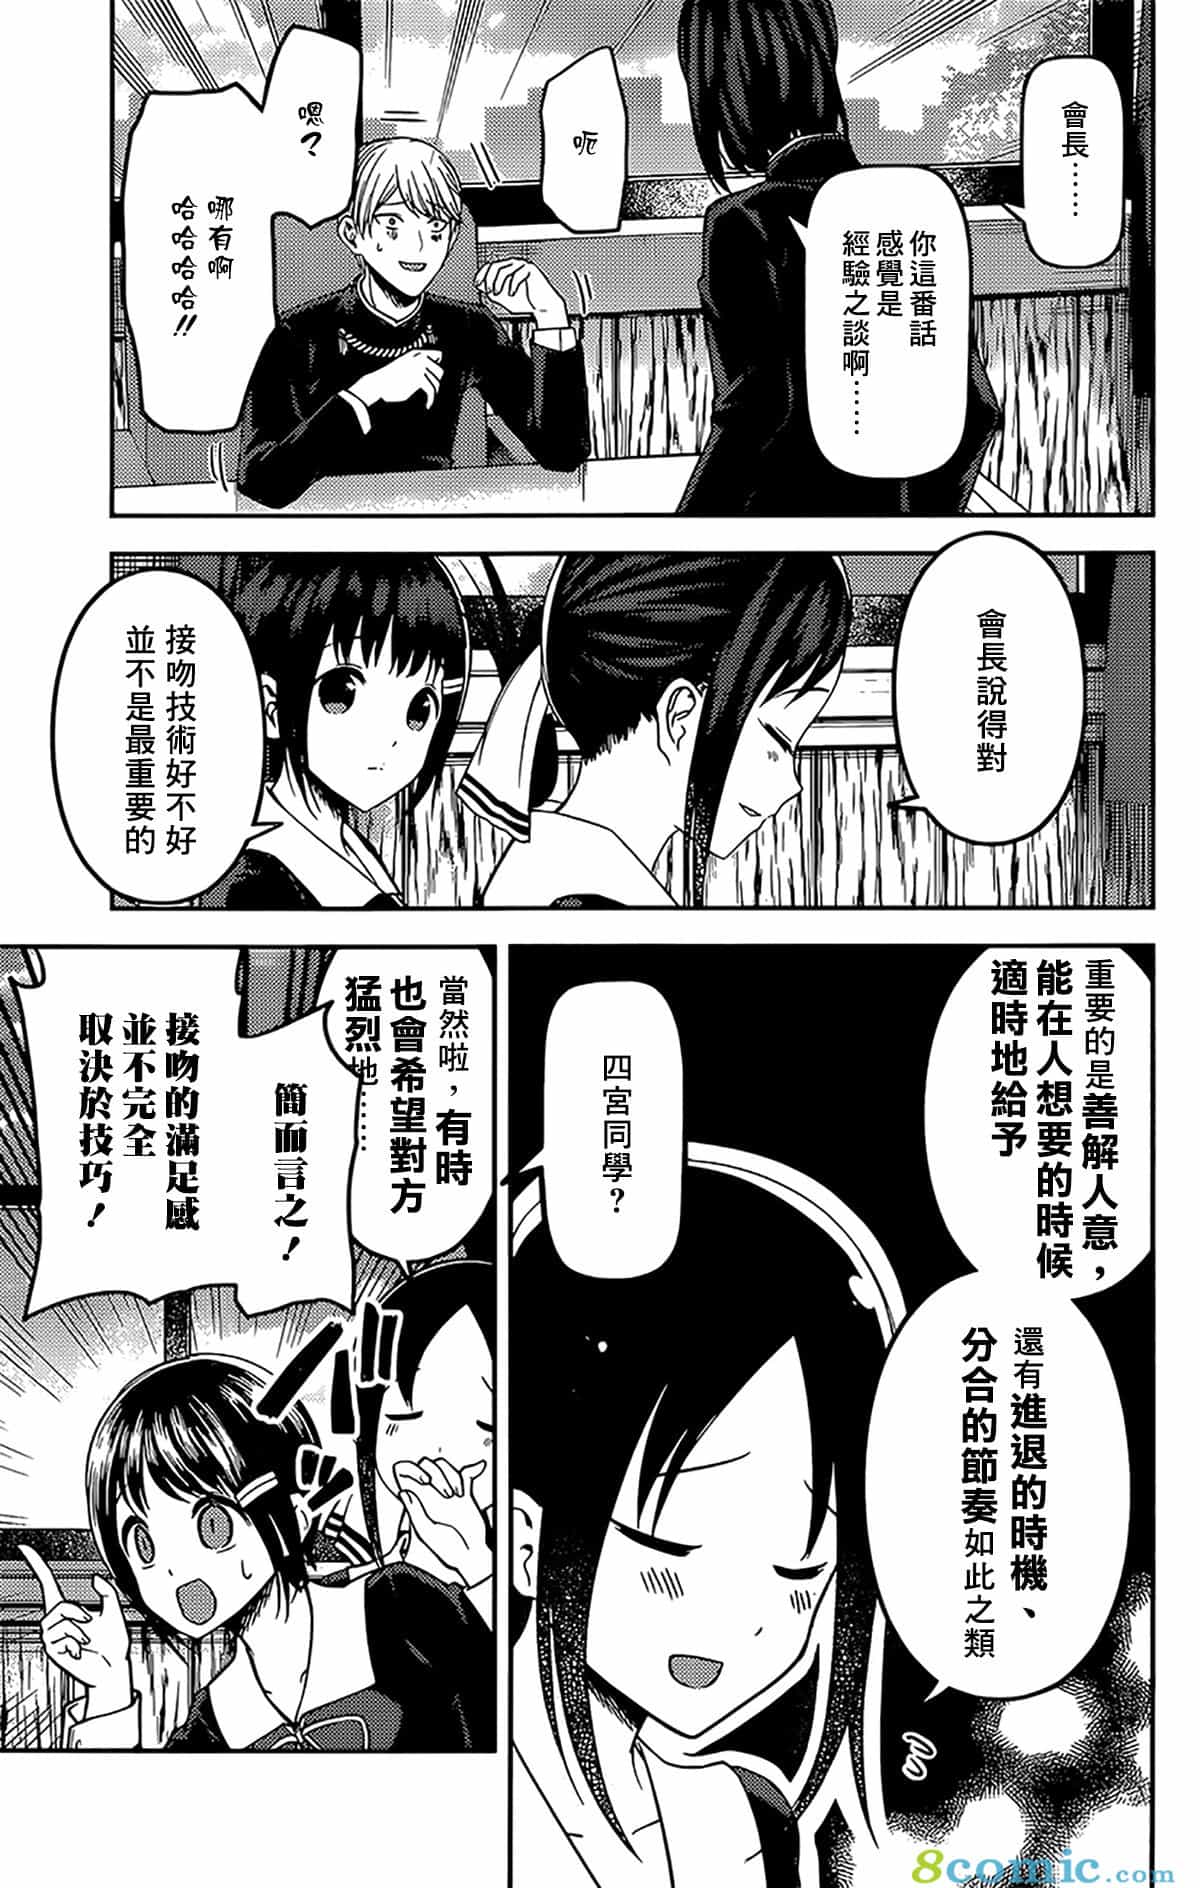 會長……
你這番話
感覺是
經驗之談啊……
呃
嗯？
哪有啊
哈哈哈哈！！
會長說得對
接吻技術好不好
並不是最重要的
重要的是善解人意，
能在人想要的時候
適時地給予
還有進退的時機、
分合的節奏如此之類
四宮同學？
當然啦，有時
也會希望對方
猛烈地……
簡而言之！
接吻的滿足感
並不完全
取決於技巧！
8comic.com